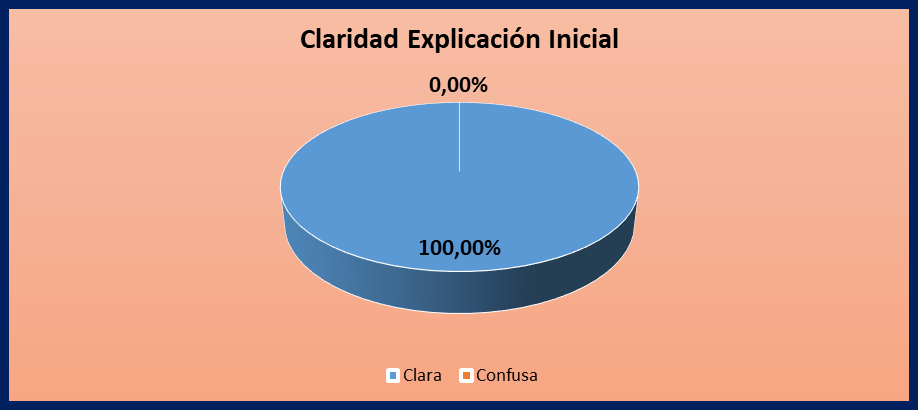 Claridad Explicación Inicial
0,00%
100,00%
Clara Confusa